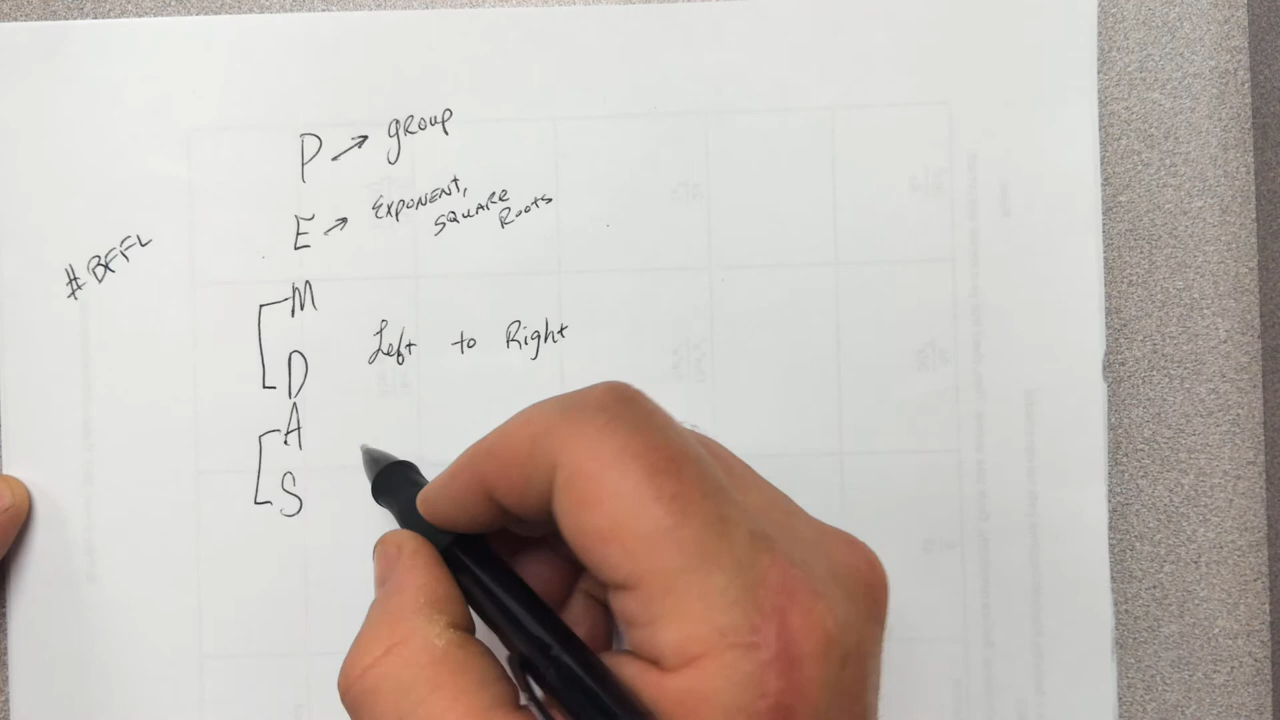 P → group
E → Exponent,
Square
Roots
#BFFL
M
Left to Right
D
A
S